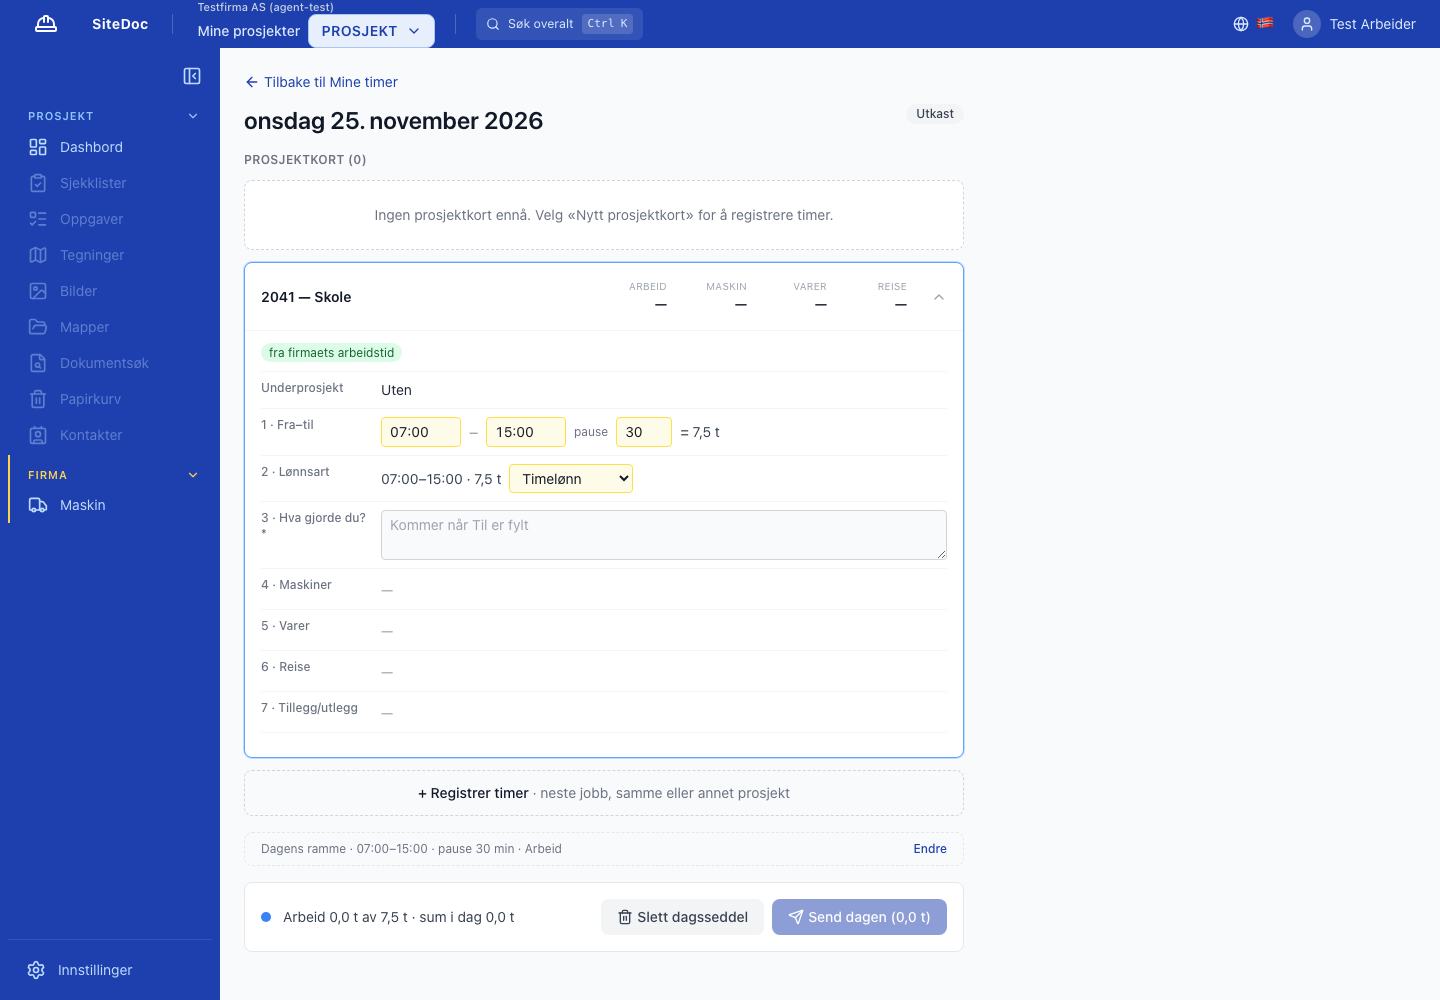 SiteDoc
Testfirma AS (agent-test)
Mine prosjekter
PROSJEKT
Søk overalt Ctrl K
Test Arbeider
PROSJEKT
Dashbord
Sjekklister
Oppgaver
Tegninger
Bilder
Mapper
Dokumentsøk
Papirkurv
Kontakter
FIRMA
Maskin
Innstillinger
← Tilbake til Mine timer
onsdag 25. november 2026
Utkast
PROSJEKTKORT (0)
Ingen prosjektkort ennå. Velg «Nytt prosjektkort» for å registrere timer.
2041 — Skole
ARBEID MASKIN VARER REISE
— — — —
fra firmaets arbeidstid
Underprosjekt Uten
1 · Fra–til 07:00 – 15:00 pause 30 = 7,5 t
2 · Lønnsart 07:00–15:00 · 7,5 t Timelønn
3 · Hva gjorde du? *
Kommer når Til er fylt
4 · Maskiner —
5 · Varer —
6 · Reise —
7 · Tillegg/utlegg —
+ Registrer timer · neste jobb, samme eller annet prosjekt
Dagens ramme · 07:00–15:00 · pause 30 min · Arbeid Endre
Arbeid 0,0 t av 7,5 t · sum i dag 0,0 t
Slett dagsseddel
Send dagen (0,0 t)